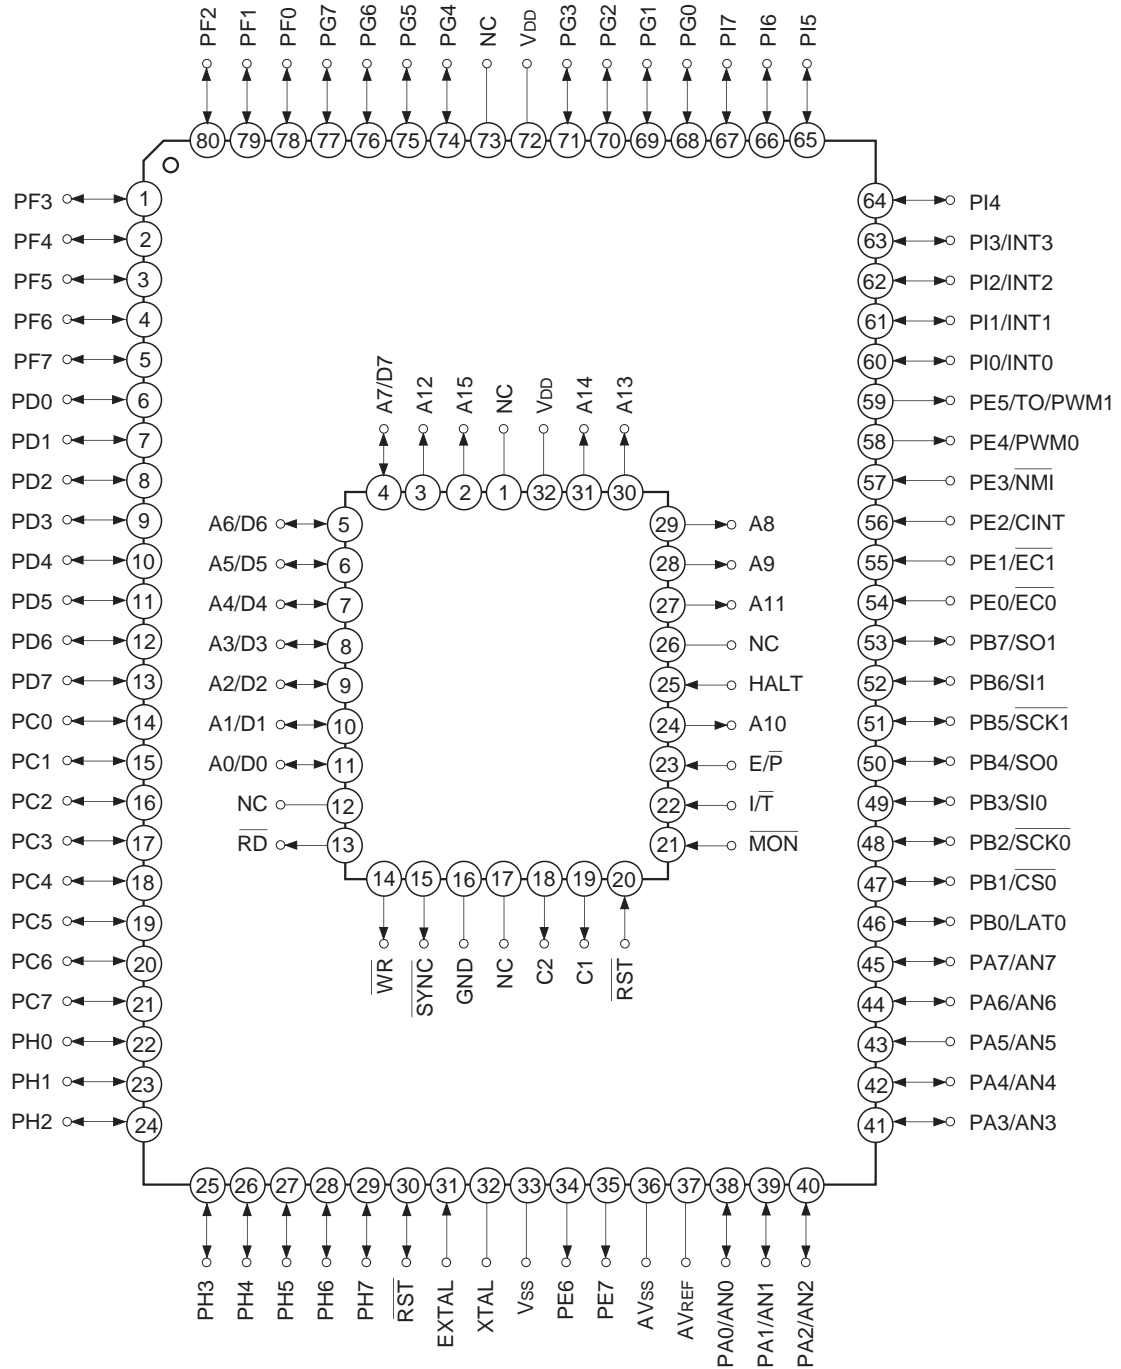 PF2 PF1 PF0 PG7 PG6 PG5 PG4 NC VDD PG3 PG2 PG1 PG0 PI7 PI6 PI5
80 79 78 77 76 75 74 73 72 71 70 69 68 67 66 65
PF3 1
PF4 2
PF5 3
PF6 4
PF7 5
PD0 6
PD1 7
PD2 8
PD3 9
PD4 10
PD5 11
PD6 12
PD7 13
PC0 14
PC1 15
PC2 16
PC3 17
PC4 18
PC5 19
PC6 20
PC7 21
PH0 22
PH1 23
PH2 24
A7/D7 A12 A15 NC VDD A14 A13
4 3 2 1 32 31 30
A6/D6 5
A5/D5 6
A4/D4 7
A3/D3 8
A2/D2 9
A1/D1 10
A0/D0 11
NC 12
R̅D̅ 13
29 A8
28 A9
27 A11
26 NC
25 HALT
24 A10
23 E/P̅
22 I/T̅
21 M̅O̅N̅
14 15 16 17 18 19 20
W̅R̅ S̅Y̅N̅C̅ GND NC C2 C1 R̅S̅T̅
64 PI4
63 PI3/INT3
62 PI2/INT2
61 PI1/INT1
60 PI0/INT0
59 PE5/TO/PWM1
58 PE4/PWM0
57 PE3/N̅M̅I̅
56 PE2/CINT
55 PE1/E̅C̅1̅
54 PE0/E̅C̅0̅
53 PB7/SO1
52 PB6/SI1
51 PB5/S̅C̅K̅1̅
50 PB4/SO0
49 PB3/SI0
48 PB2/S̅C̅K̅0̅
47 PB1/C̅S̅0̅
46 PB0/LAT0
45 PA7/AN7
44 PA6/AN6
43 PA5/AN5
42 PA4/AN4
41 PA3/AN3
25 26 27 28 29 30 31 32 33 34 35 36 37 38 39 40
PH3 PH4 PH5 PH6 PH7 R̅S̅T̅ EXTAL XTAL VSS PE6 PE7 AVSS AVREF PA0/AN0 PA1/AN1 PA2/AN2